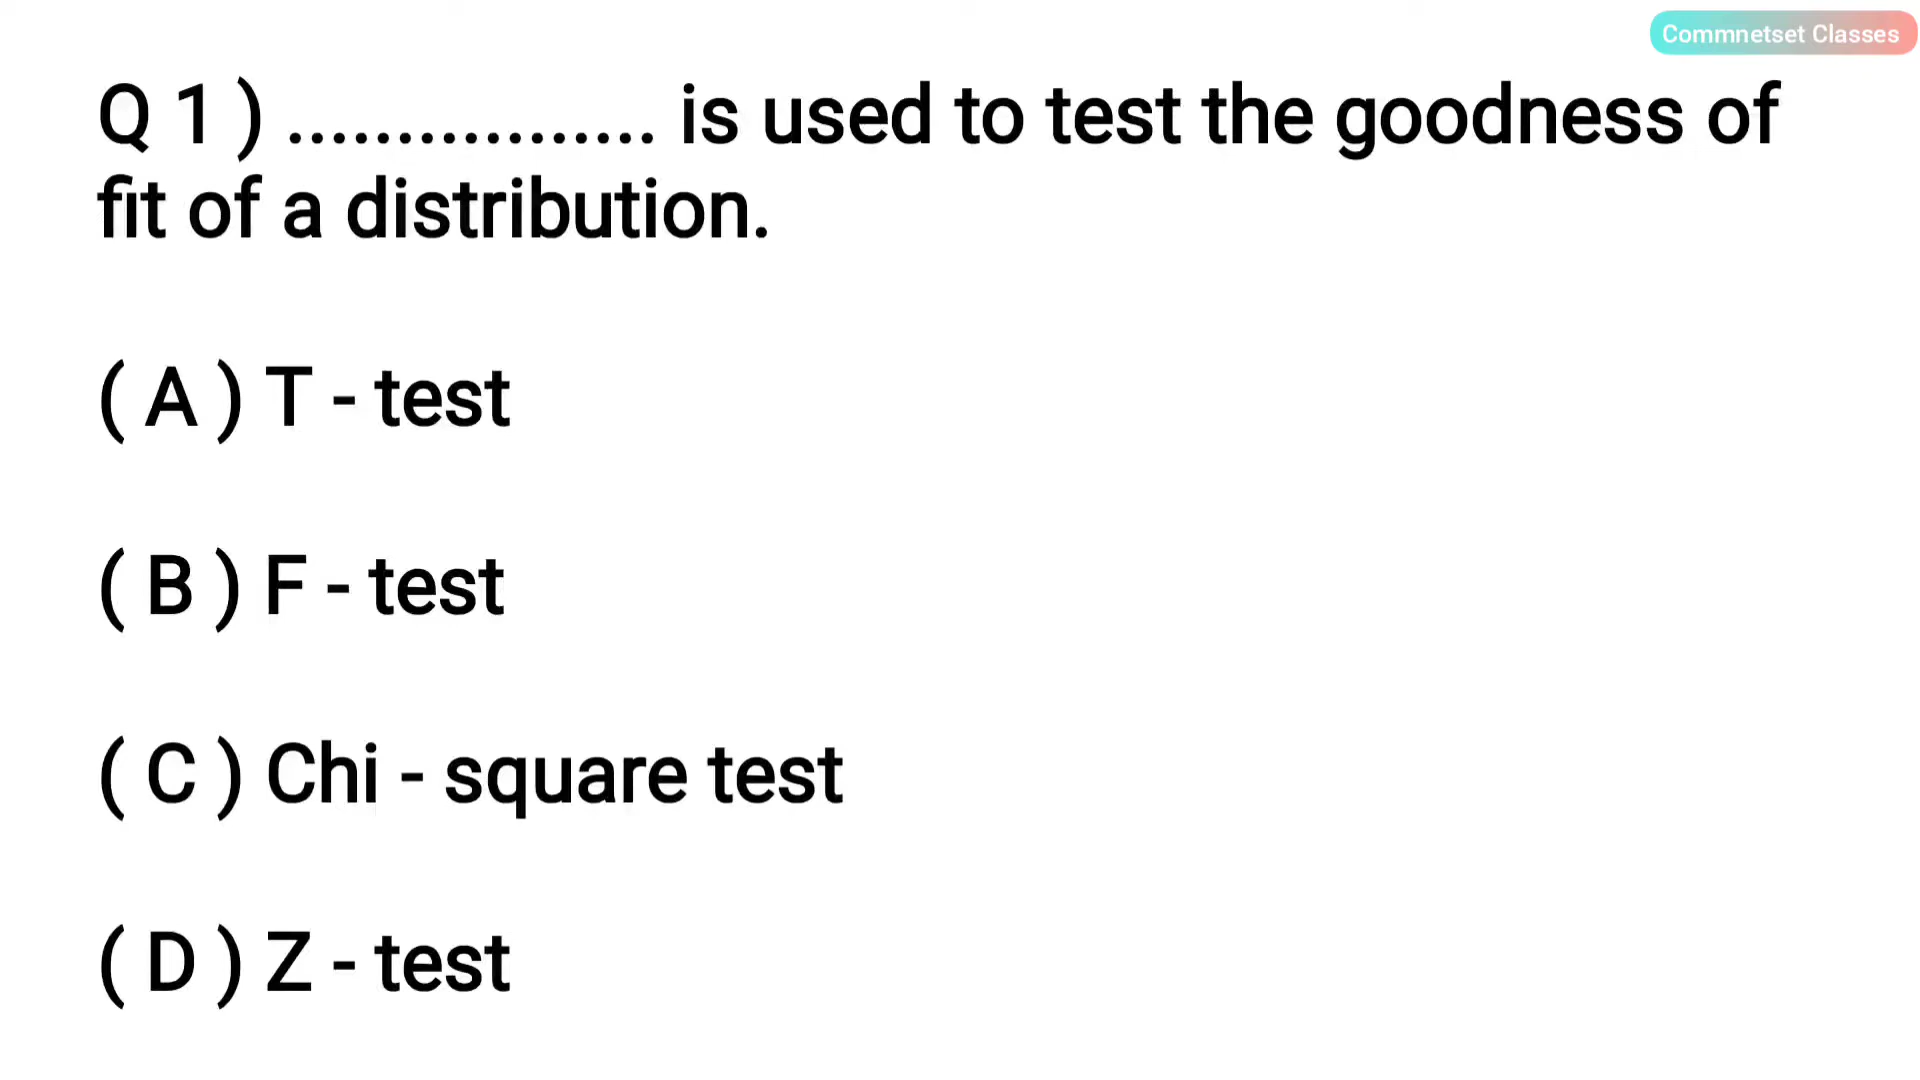 Commnetset Classes
Q 1 ) ................. is used to test the goodness of
fit of a distribution.
( A ) T - test
( B ) F - test
( C ) Chi - square test
( D ) Z - test